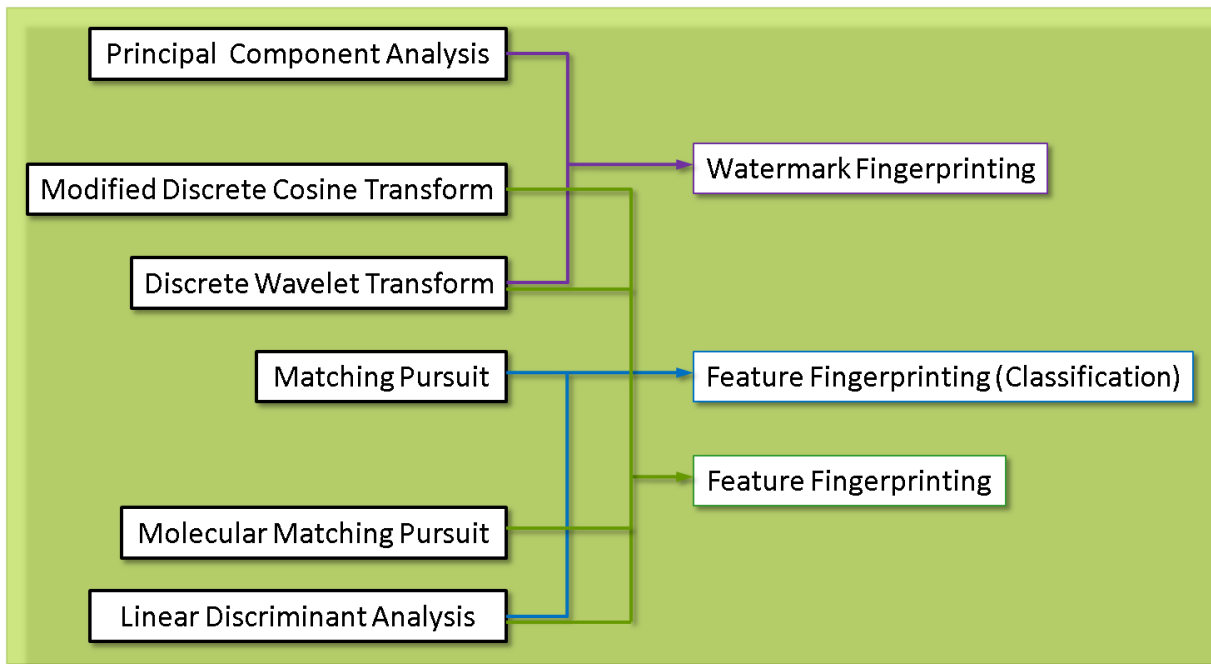 Principal Component Analysis
Watermark Fingerprinting
Modified Discrete Cosine Transform
Discrete Wavelet Transform
Matching Pursuit
Feature Fingerprinting (Classification)
Feature Fingerprinting
Molecular Matching Pursuit
Linear Discriminant Analysis